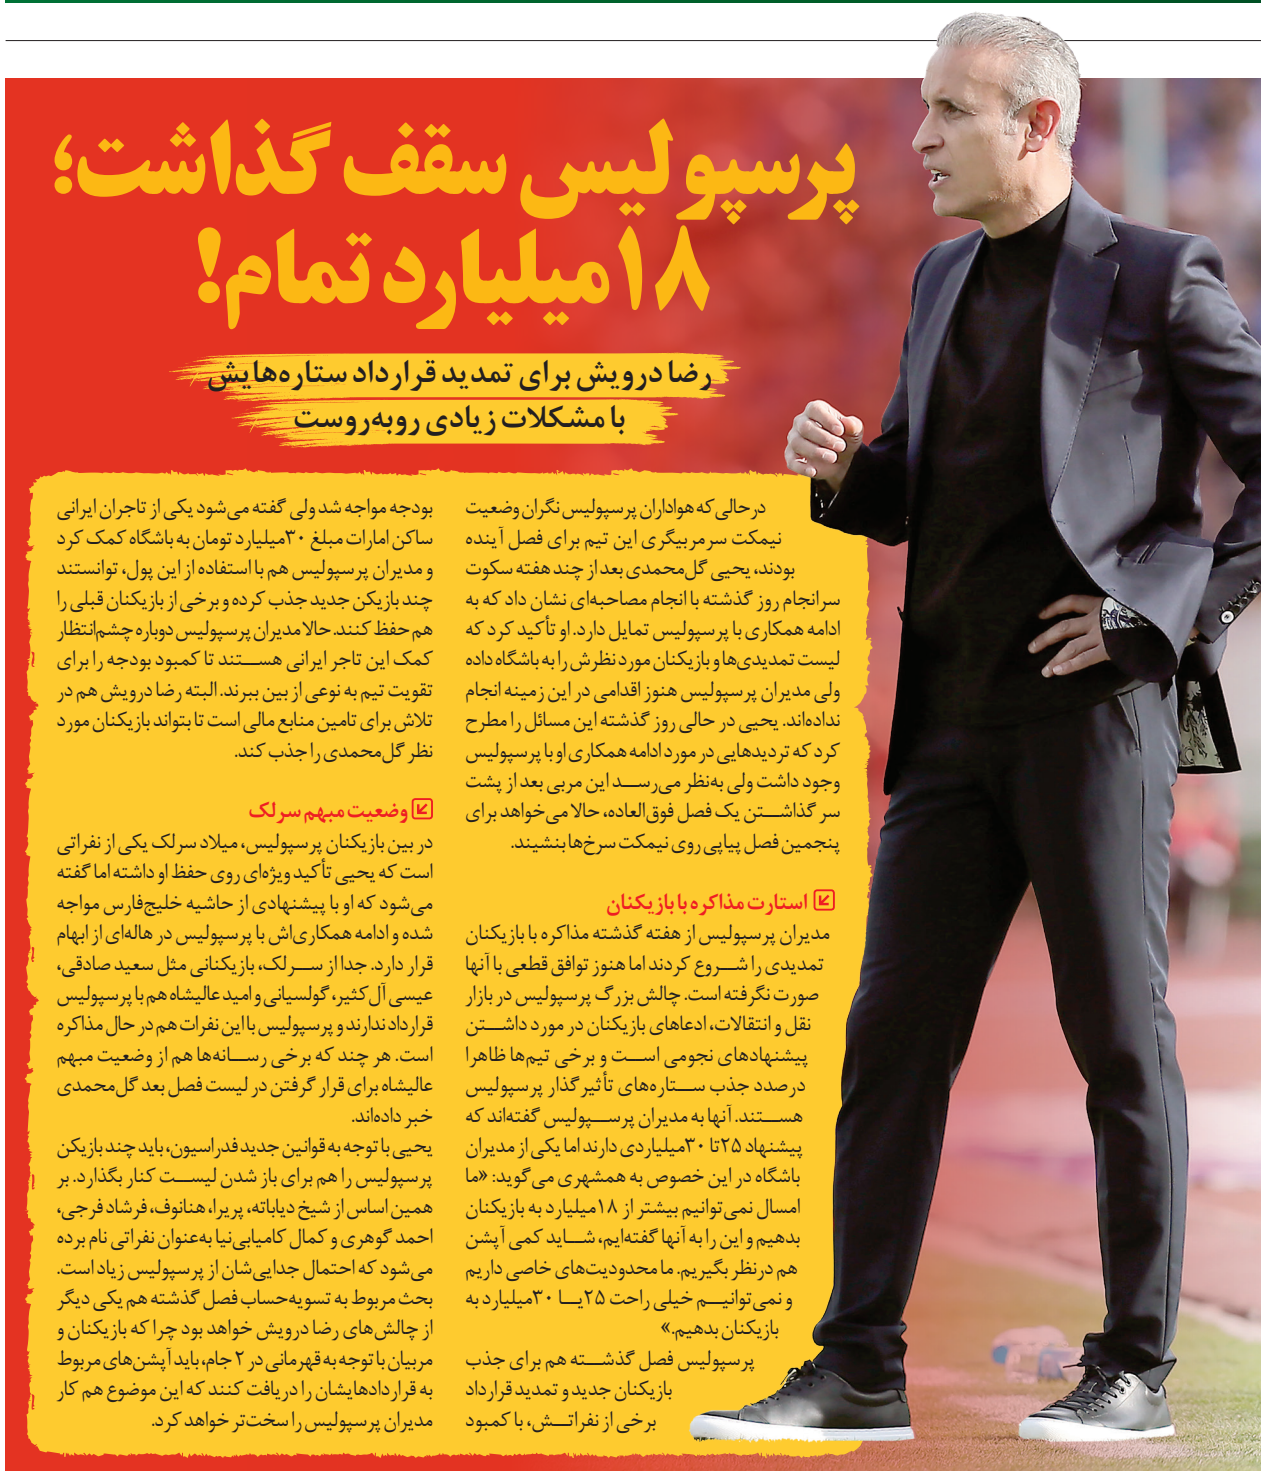 پرسپولیس سقف گذاشت؛
۱۸میلیارد تمام!
رضا درویش برای تمدید قرارداد ستاره‌هایش
با مشکلات زیادی روبه‌روست
درحالی‌که هواداران پرسپولیس نگران وضعیت
نیمکت سرمربیگری این تیم برای فصل آینده
بودند، یحیی گل‌محمدی بعد از چند هفته سکوت
سرانجام روز گذشته با انجام مصاحبه‌ای نشان داد که به
ادامه همکاری با پرسپولیس تمایل دارد. او تأکید کرد که
لیست تمدیدی‌ها و بازیکنان مورد نظرش را به باشگاه داده
ولی مدیران پرسپولیس هنوز اقدامی در این زمینه انجام
نداده‌اند. یحیی در حالی روز گذشته این مسائل را مطرح
کرد که تردیدهایی در مورد ادامه همکاری او با پرسپولیس
وجود داشت ولی به‌نظر می‌رسد این مربی بعد از پشت
سر گذاشتن یک فصل فوق‌العاده، حالا می‌خواهد برای
پنجمین فصل پیاپی روی نیمکت سرخ‌ها بنشیند.
استارت مذاکره با بازیکنان
مدیران پرسپولیس از هفته گذشته مذاکره با بازیکنان
تمدیدی را شروع کردند اما هنوز توافق قطعی با آنها
صورت نگرفته است. چالش بزرگ پرسپولیس در بازار
نقل و انتقالات، ادعاهای بازیکنان در مورد داشتن
پیشنهادهای نجومی است و برخی تیم‌ها ظاهرا
درصدد جذب ستاره‌های تأثیرگذار پرسپولیس
هستند. آنها به مدیران پرسپولیس گفته‌اند که
پیشنهاد ۲۵تا ۳۰میلیاردی دارند اما یکی از مدیران
باشگاه در این خصوص به همشهری می‌گوید: «ما
امسال نمی‌توانیم بیشتر از ۱۸میلیارد به بازیکنان
بدهیم و این را به آنها گفته‌ایم، شاید کمی آپشن
هم درنظر بگیریم. ما محدودیت‌های خاصی داریم
و نمی‌توانیم خیلی راحت ۲۵یا ۳۰میلیارد به
بازیکنان بدهیم.»
پرسپولیس فصل گذشته هم برای جذب
بازیکنان جدید و تمدید قرارداد
برخی از نفراتش، با کمبود
بودجه مواجه شد ولی گفته می‌شود یکی از تاجران ایرانی
ساکن امارات مبلغ ۳۰میلیارد تومان به باشگاه کمک کرد
و مدیران پرسپولیس هم با استفاده از این پول، توانستند
چند بازیکن جدید جذب کرده و برخی از بازیکنان قبلی را
هم حفظ کنند. حالا مدیران پرسپولیس دوباره چشم‌انتظار
کمک این تاجر ایرانی هستند تا کمبود بودجه را برای
تقویت تیم به نوعی از بین ببرند. البته رضا درویش هم در
تلاش برای تامین منابع مالی است تا بتواند بازیکنان مورد
نظر گل‌محمدی را جذب کند.
وضعیت مبهم سرلک
در بین بازیکنان پرسپولیس، میلاد سرلک یکی از نفراتی
است که یحیی تأکید ویژه‌ای روی حفظ او داشته اما گفته
می‌شود که او با پیشنهادی از حاشیه خلیج‌فارس مواجه
شده و ادامه همکاری‌اش با پرسپولیس در هاله‌ای از ابهام
قرار دارد. جدا از سرلک، بازیکنانی مثل سعید صادقی،
عیسی آل‌کثیر، گولسیانی و امید عالیشاه هم با پرسپولیس
قرارداد ندارند و پرسپولیس با این نفرات هم در حال مذاکره
است. هر چند که برخی رسانه‌ها هم از وضعیت مبهم
عالیشاه برای قرار گرفتن در لیست فصل بعد گل‌محمدی
خبر داده‌اند.
یحیی با توجه به قوانین جدید فدراسیون، باید چند بازیکن
پرسپولیس را هم برای باز شدن لیست کنار بگذارد. بر
همین اساس از شیخ دیاباته، پریرا، هنانوف، فرشاد فرجی،
احمد گوهری و کمال کامیابی‌نیا به‌عنوان نفراتی نام برده
می‌شود که احتمال جدایی‌شان از پرسپولیس زیاد است.
بحث مربوط به تسویه‌حساب فصل گذشته هم یکی دیگر
از چالش‌های رضا درویش خواهد بود چرا که بازیکنان و
مربیان با توجه به قهرمانی در ۲ جام، باید آپشن‌های مربوط
به قراردادهایشان را دریافت کنند که این موضوع هم کار
مدیران پرسپولیس را سخت‌تر خواهد کرد.